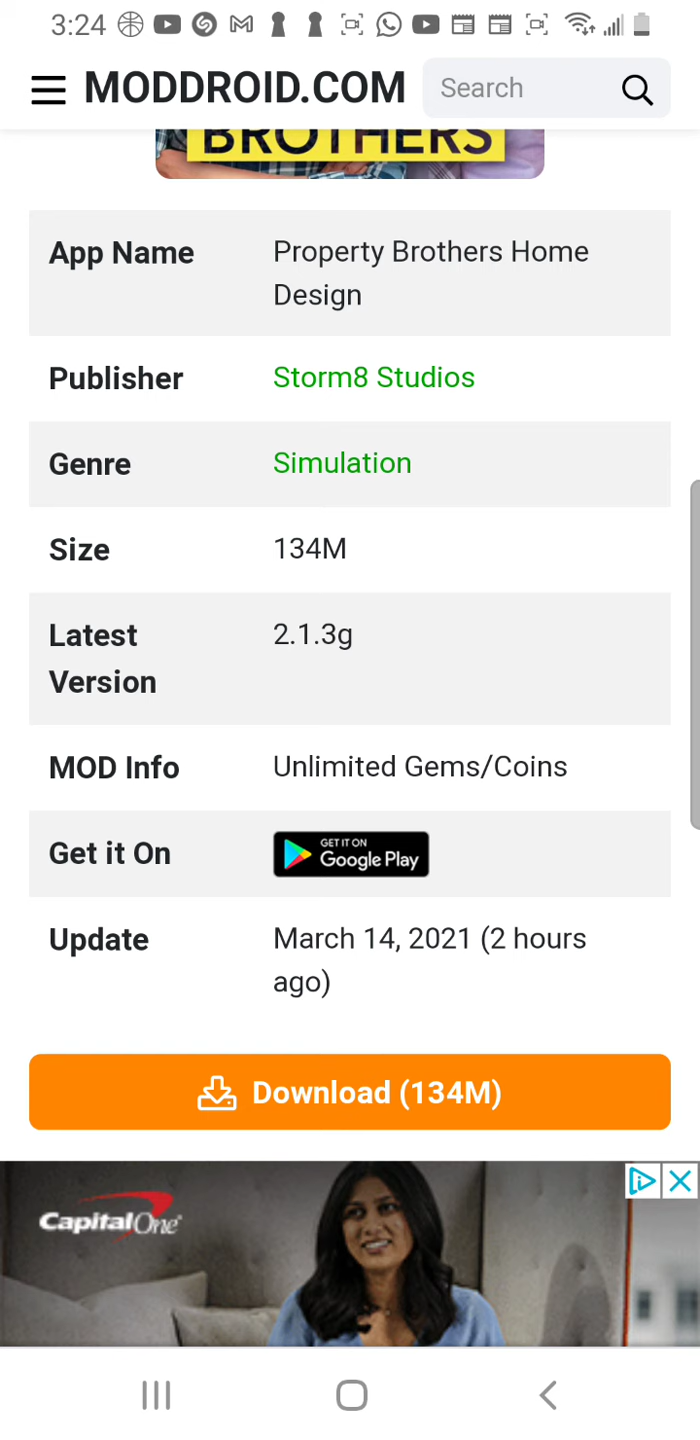 3:24
MODDROID.COM
Search
BROTHERS
App Name
Property Brothers Home
Design
Publisher
Storm8 Studios
Genre
Simulation
Size
134M
Latest
Version
2.1.3g
MOD Info
Unlimited Gems/Coins
Get it On
GET IT ON
Google Play
Update
March 14, 2021 (2 hours
ago)
Download (134M)
Capital One